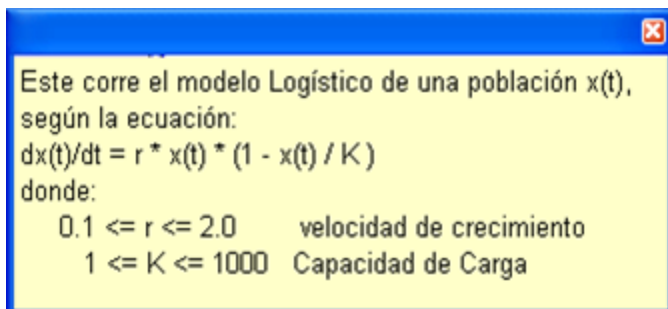 Este corre el modelo Logístico de una población x(t),
según la ecuación:
dx(t)/dt = r * x(t) * (1 - x(t) / K )
donde:
0.1 <= r <= 2.0 velocidad de crecimiento
1 <= K <= 1000 Capacidad de Carga